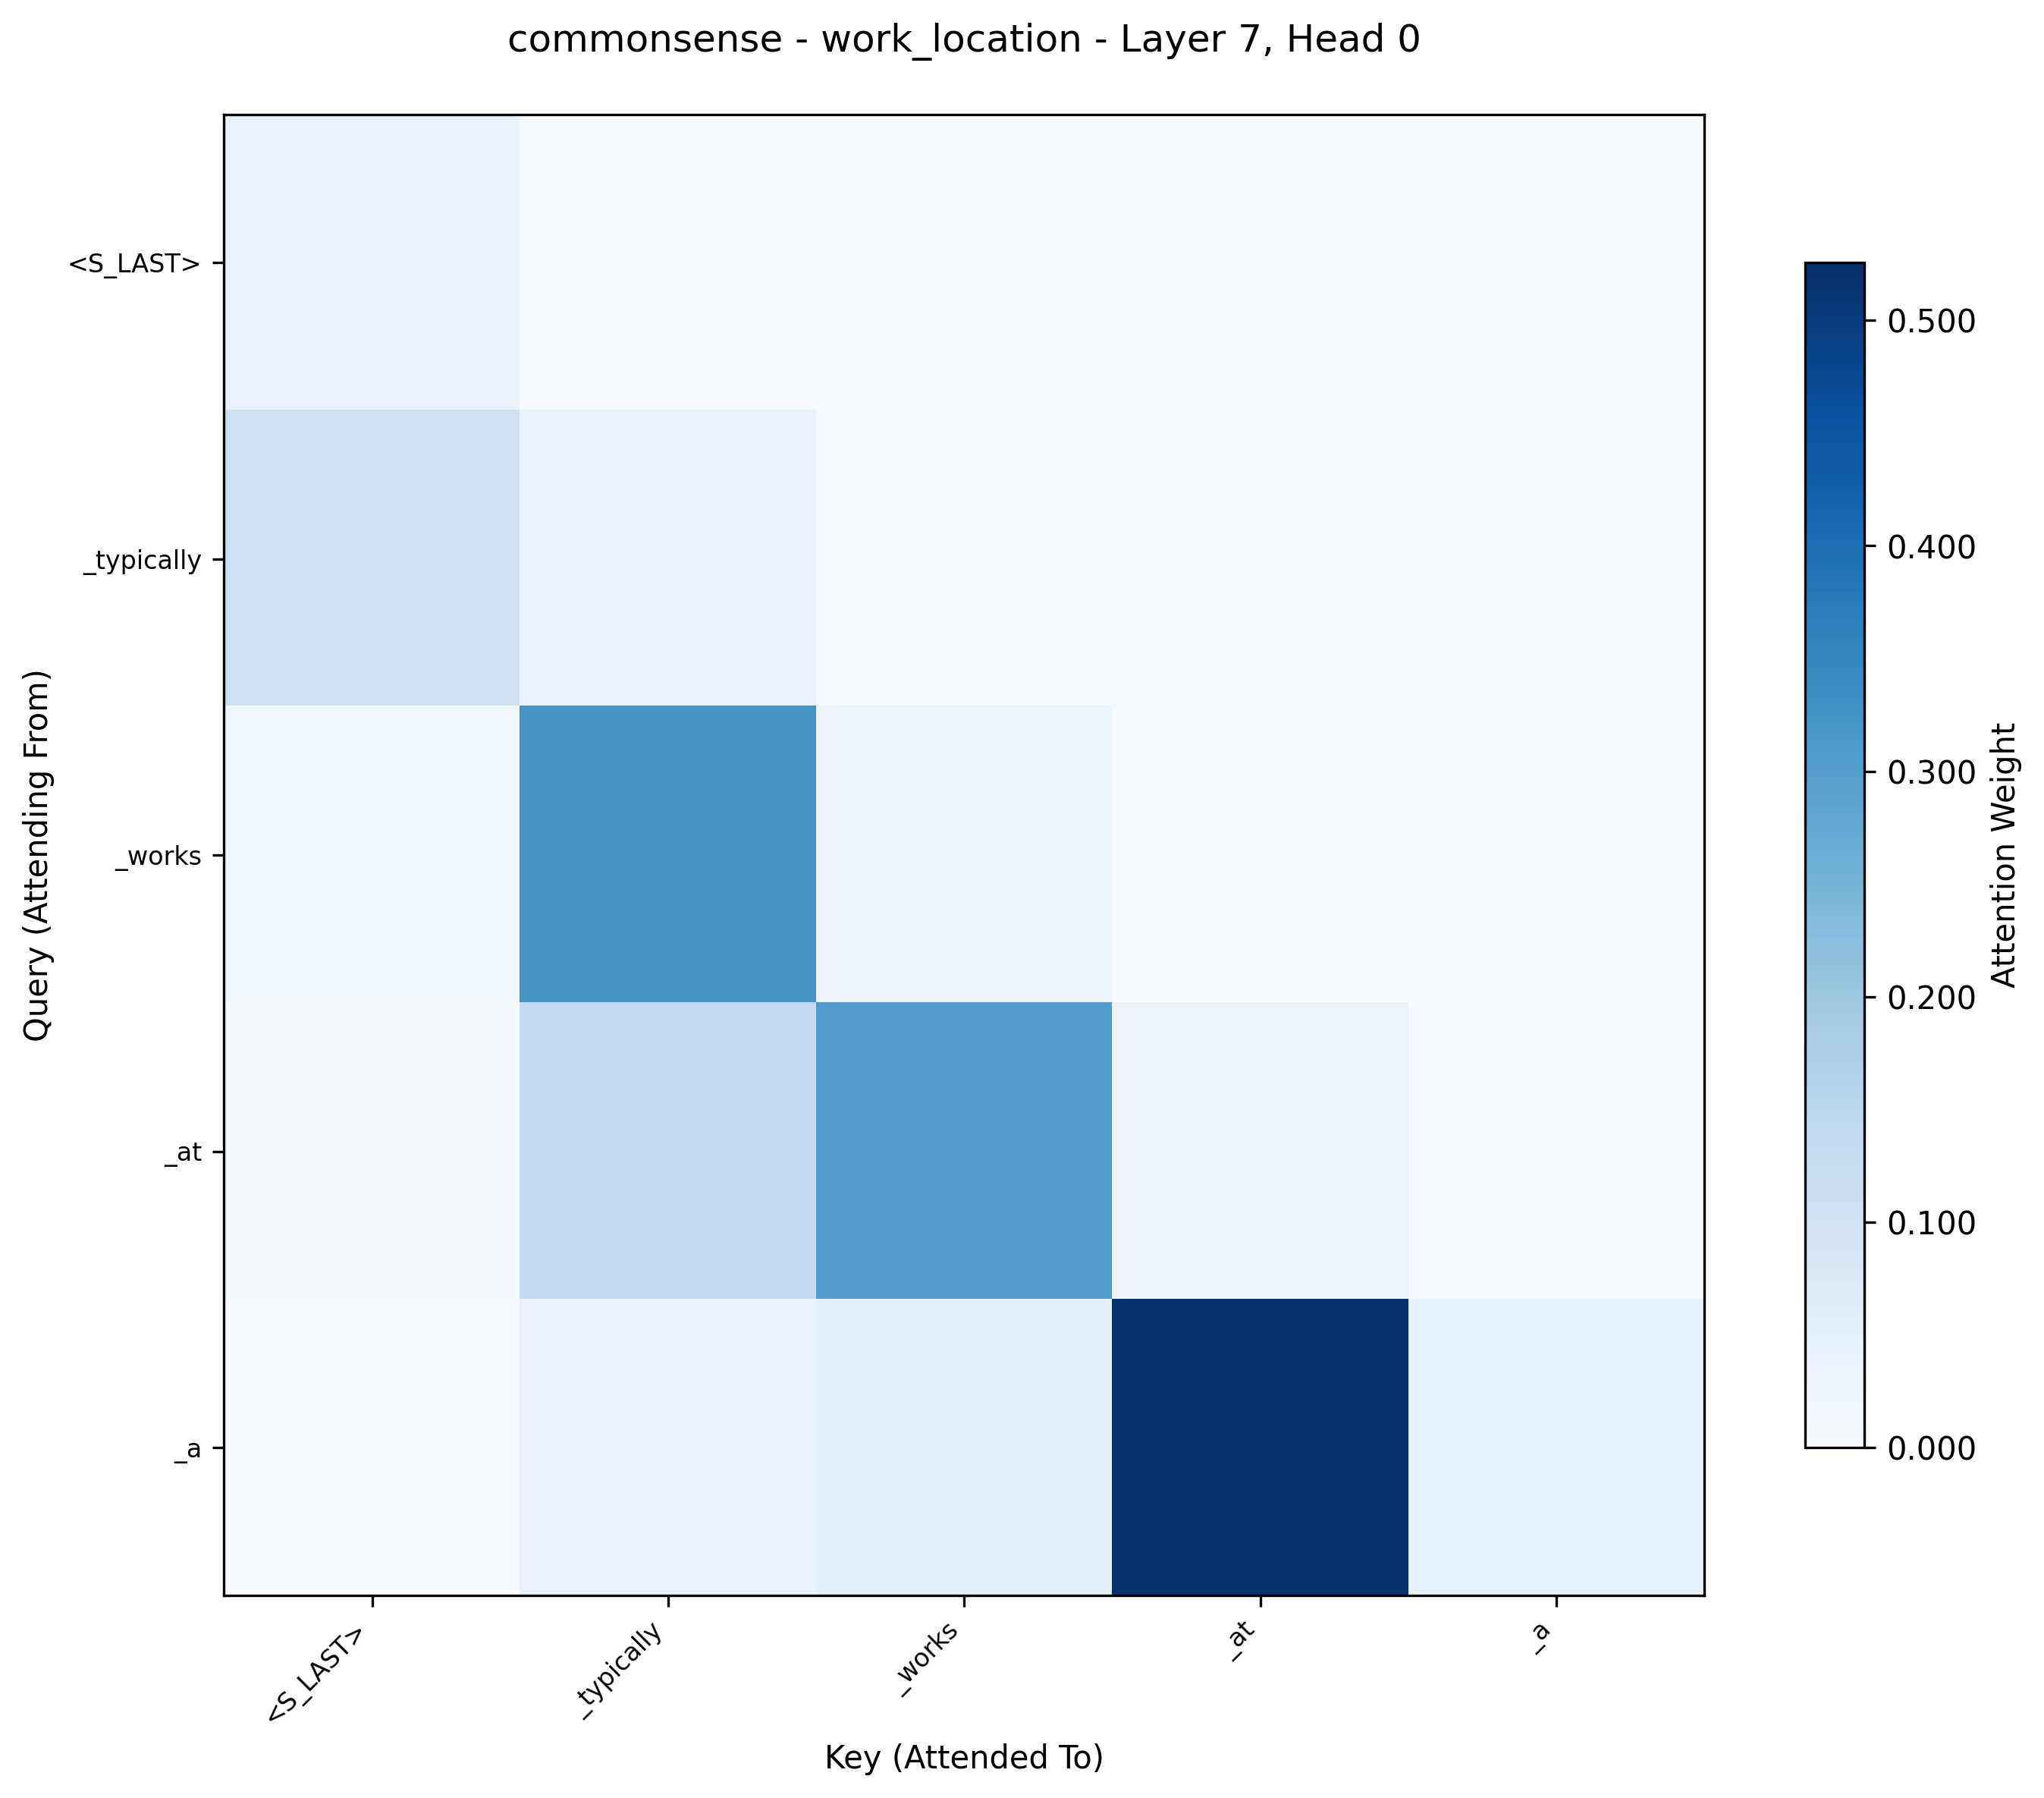 commonsense - work_location - Layer 7, Head 0
Query (Attending From)
<S_LAST>
_typically
_works
_at
_a
<S_LAST>
_typically
_works
_at
_a
Key (Attended To)
0.500
0.400
0.300
0.200
0.100
0.000
Attention Weight